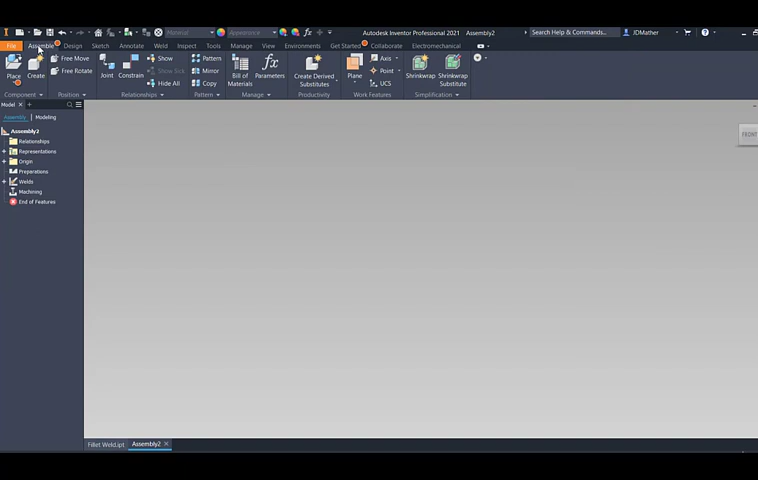 Material
Appearance
Autodesk Inventor Professional 2021 Assembly2
Search Help & Commands...
JDMather
File
Assemble
Design
Sketch
Annotate
Weld
Inspect
Tools
Manage
View
Environments
Get Started
Collaborate
Electromechanical
Place
Create
Free Move
Free Rotate
Joint
Constrain
Show
Show Sick
Hide All
Pattern
Mirror
Copy
Bill of
Materials
Parameters
Create Derived
Substitutes
Plane
Axis
Point
UCS
Shrinkwrap
Shrinkwrap
Substitute
Component
Position
Relationships
Pattern
Manage
Productivity
Work Features
Simplification
Model
Assembly
Modeling
Assembly2
Relationships
Representations
Origin
Preparations
Welds
Machining
End of Features
FRONT
Fillet Weld.ipt
Assembly2